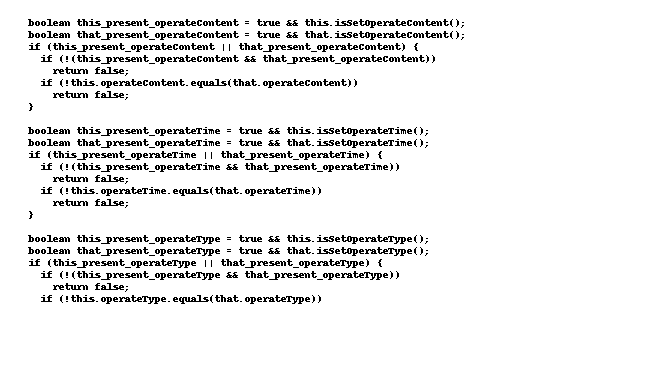 boolean this_present_operateContent = true && this.isSetOperateContent();
boolean that_present_operateContent = true && that.isSetOperateContent();
if (this_present_operateContent || that_present_operateContent) {
if (!(this_present_operateContent && that_present_operateContent))
return false;
if (!this.operateContent.equals(that.operateContent))
return false;
}
boolean this_present_operateTime = true && this.isSetOperateTime();
boolean that_present_operateTime = true && that.isSetOperateTime();
if (this_present_operateTime || that_present_operateTime) {
if (!(this_present_operateTime && that_present_operateTime))
return false;
if (!this.operateTime.equals(that.operateTime))
return false;
}
boolean this_present_operateType = true && this.isSetOperateType();
boolean that_present_operateType = true && that.isSetOperateType();
if (this_present_operateType || that_present_operateType) {
if (!(this_present_operateType && that_present_operateType))
return false;
if (!this.operateType.equals(that.operateType))